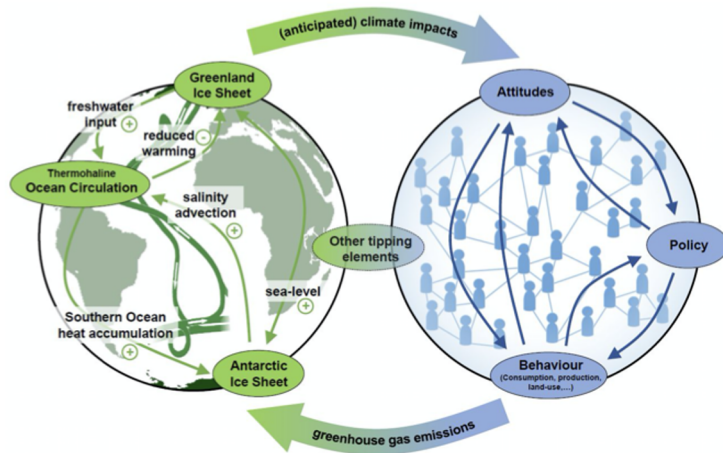 (anticipated) climate impacts
Greenland
Ice Sheet
freshwater
input
+
reduced
warming
-
Thermohaline
Ocean Circulation
salinity
advection
+
Other tipping
elements
sea-level
+
Southern Ocean
heat accumulation
+
Antarctic
Ice Sheet
Attitudes
Policy
Behaviour
(Consumption, production,
land-use,...)
greenhouse gas emissions